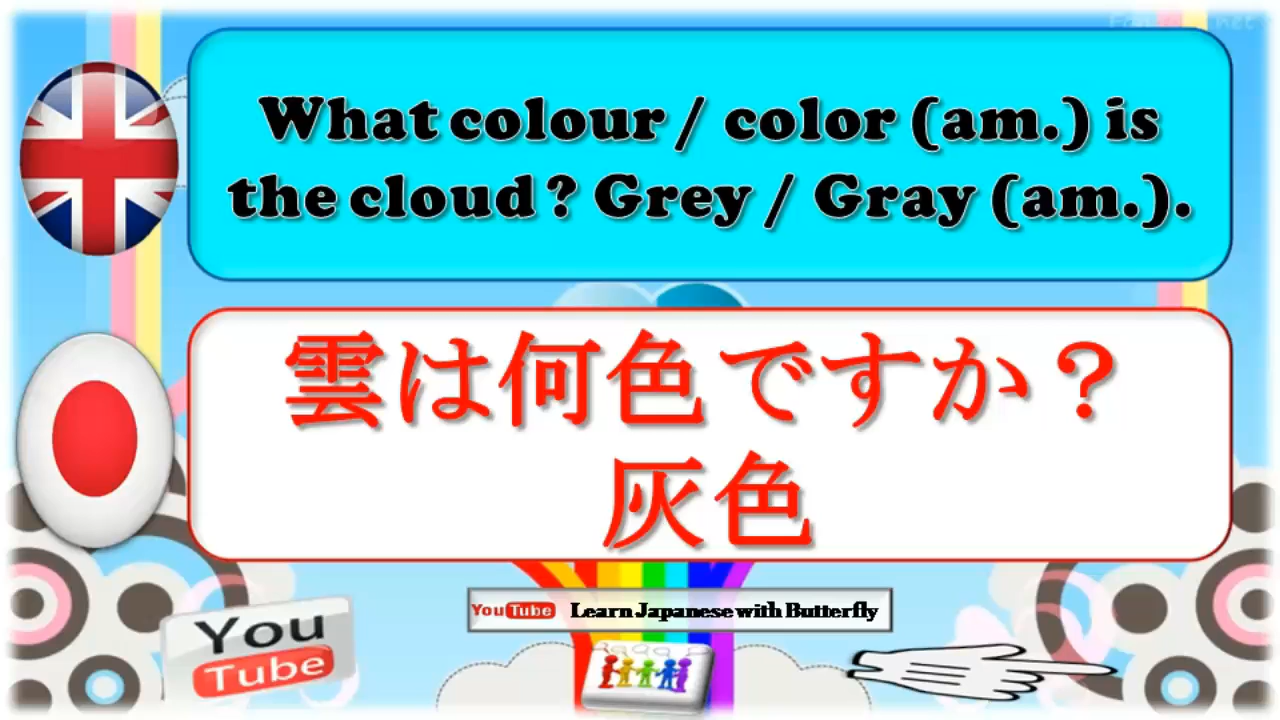 What colour / color (am.) is
the cloud ? Grey / Gray (am.).
雲は何色ですか？
灰色
YouTube Learn Japanese with Butterfly
You
Tube